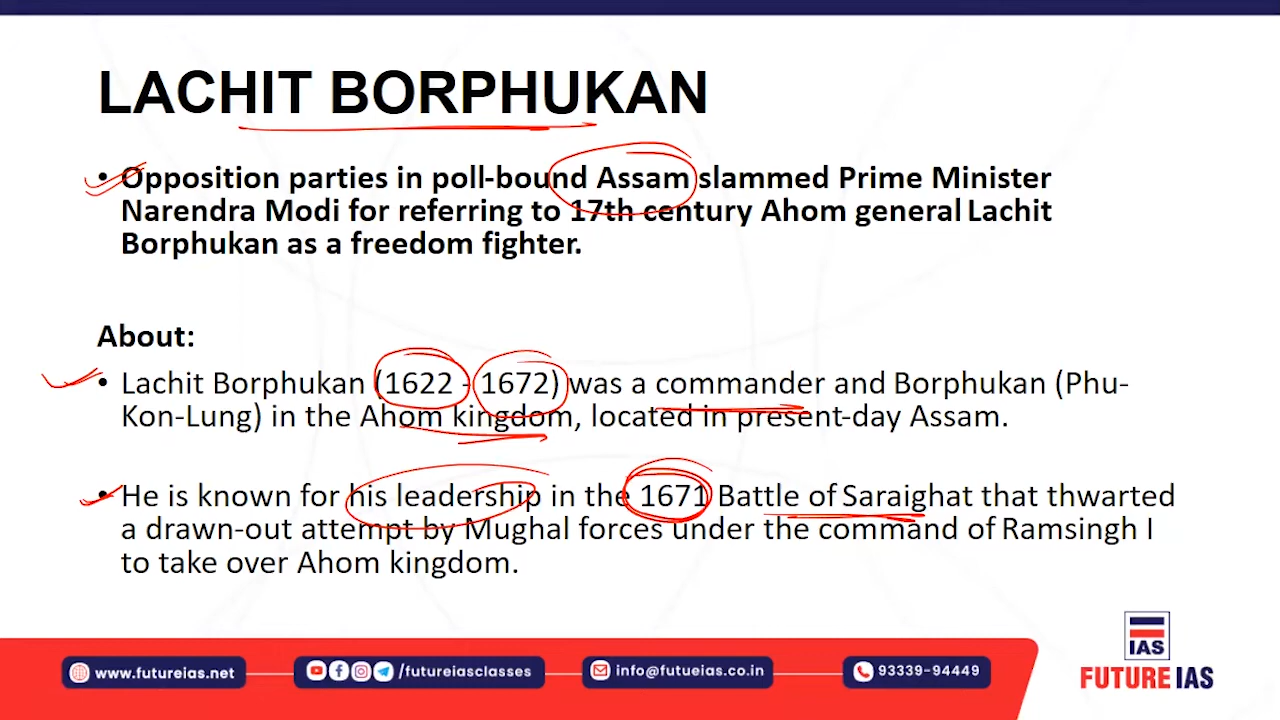 LACHIT BORPHUKAN
• Opposition parties in poll-bound Assam slammed Prime Minister
Narendra Modi for referring to 17th century Ahom general Lachit
Borphukan as a freedom fighter.
About:
• Lachit Borphukan (1622 - 1672) was a commander and Borphukan (Phu-
Kon-Lung) in the Ahom kingdom, located in present-day Assam.
• He is known for his leadership in the 1671 Battle of Saraighat that thwarted
a drawn-out attempt by Mughal forces under the command of Ramsingh I
to take over Ahom kingdom.
www.futureias.net
/futureiasclasses
info@futueias.co.in
93339-94449
IAS
FUTURE IAS